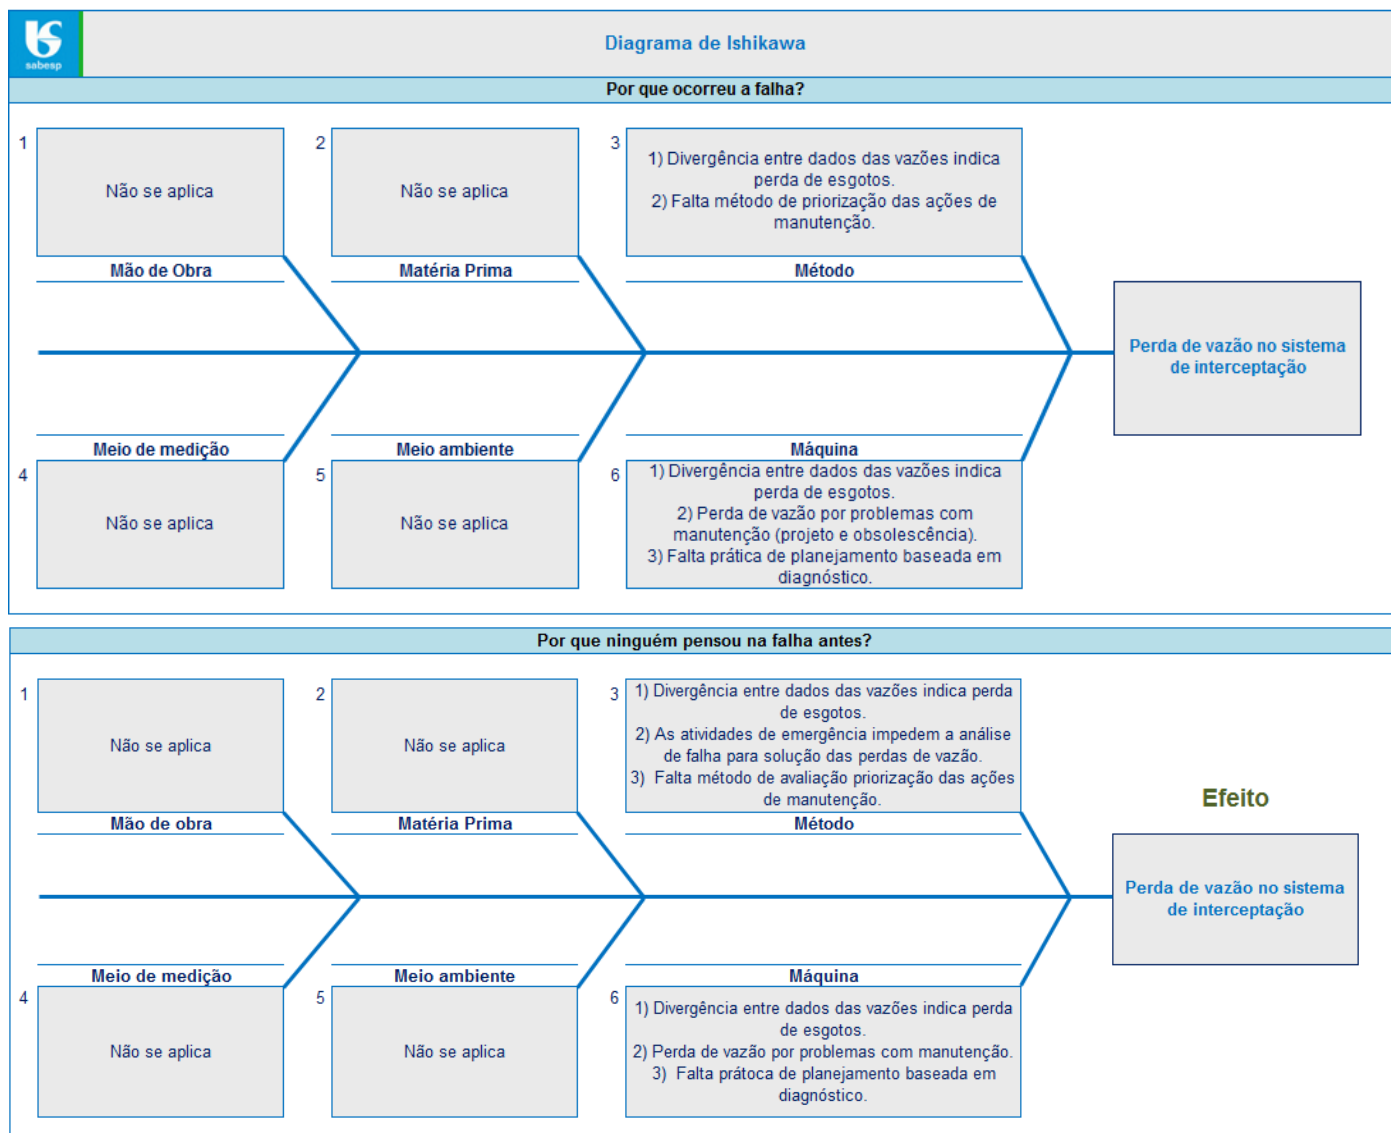 sabesp
Diagrama de Ishikawa
Por que ocorreu a falha?
1
Não se aplica
Mão de Obra
2
Não se aplica
Matéria Prima
3
1) Divergência entre dados das vazões indica
perda de esgotos.
2) Falta método de priorização das ações de
manutenção.
Método
Perda de vazão no sistema
de interceptação
Meio de medição
4
Não se aplica
Meio ambiente
5
Não se aplica
Máquina
6
1) Divergência entre dados das vazões indica
perda de esgotos.
2) Perda de vazão por problemas com
manutenção (projeto e obsolescência).
3) Falta prática de planejamento baseada em
diagnóstico.
Por que ninguém pensou na falha antes?
1
Não se aplica
Mão de obra
2
Não se aplica
Matéria Prima
3
1) Divergência entre dados das vazões indica perda
de esgotos.
2) As atividades de emergência impedem a análise
de falha para solução das perdas de vazão.
3) Falta método de avaliação priorização das ações
de manutenção.
Método
Efeito
Perda de vazão no sistema
de interceptação
Meio de medição
4
Não se aplica
Meio ambiente
5
Não se aplica
Máquina
6
1) Divergência entre dados das vazões indica perda
de esgotos.
2) Perda de vazão por problemas com manutenção.
3) Falta prátoca de planejamento baseada em
diagnóstico.